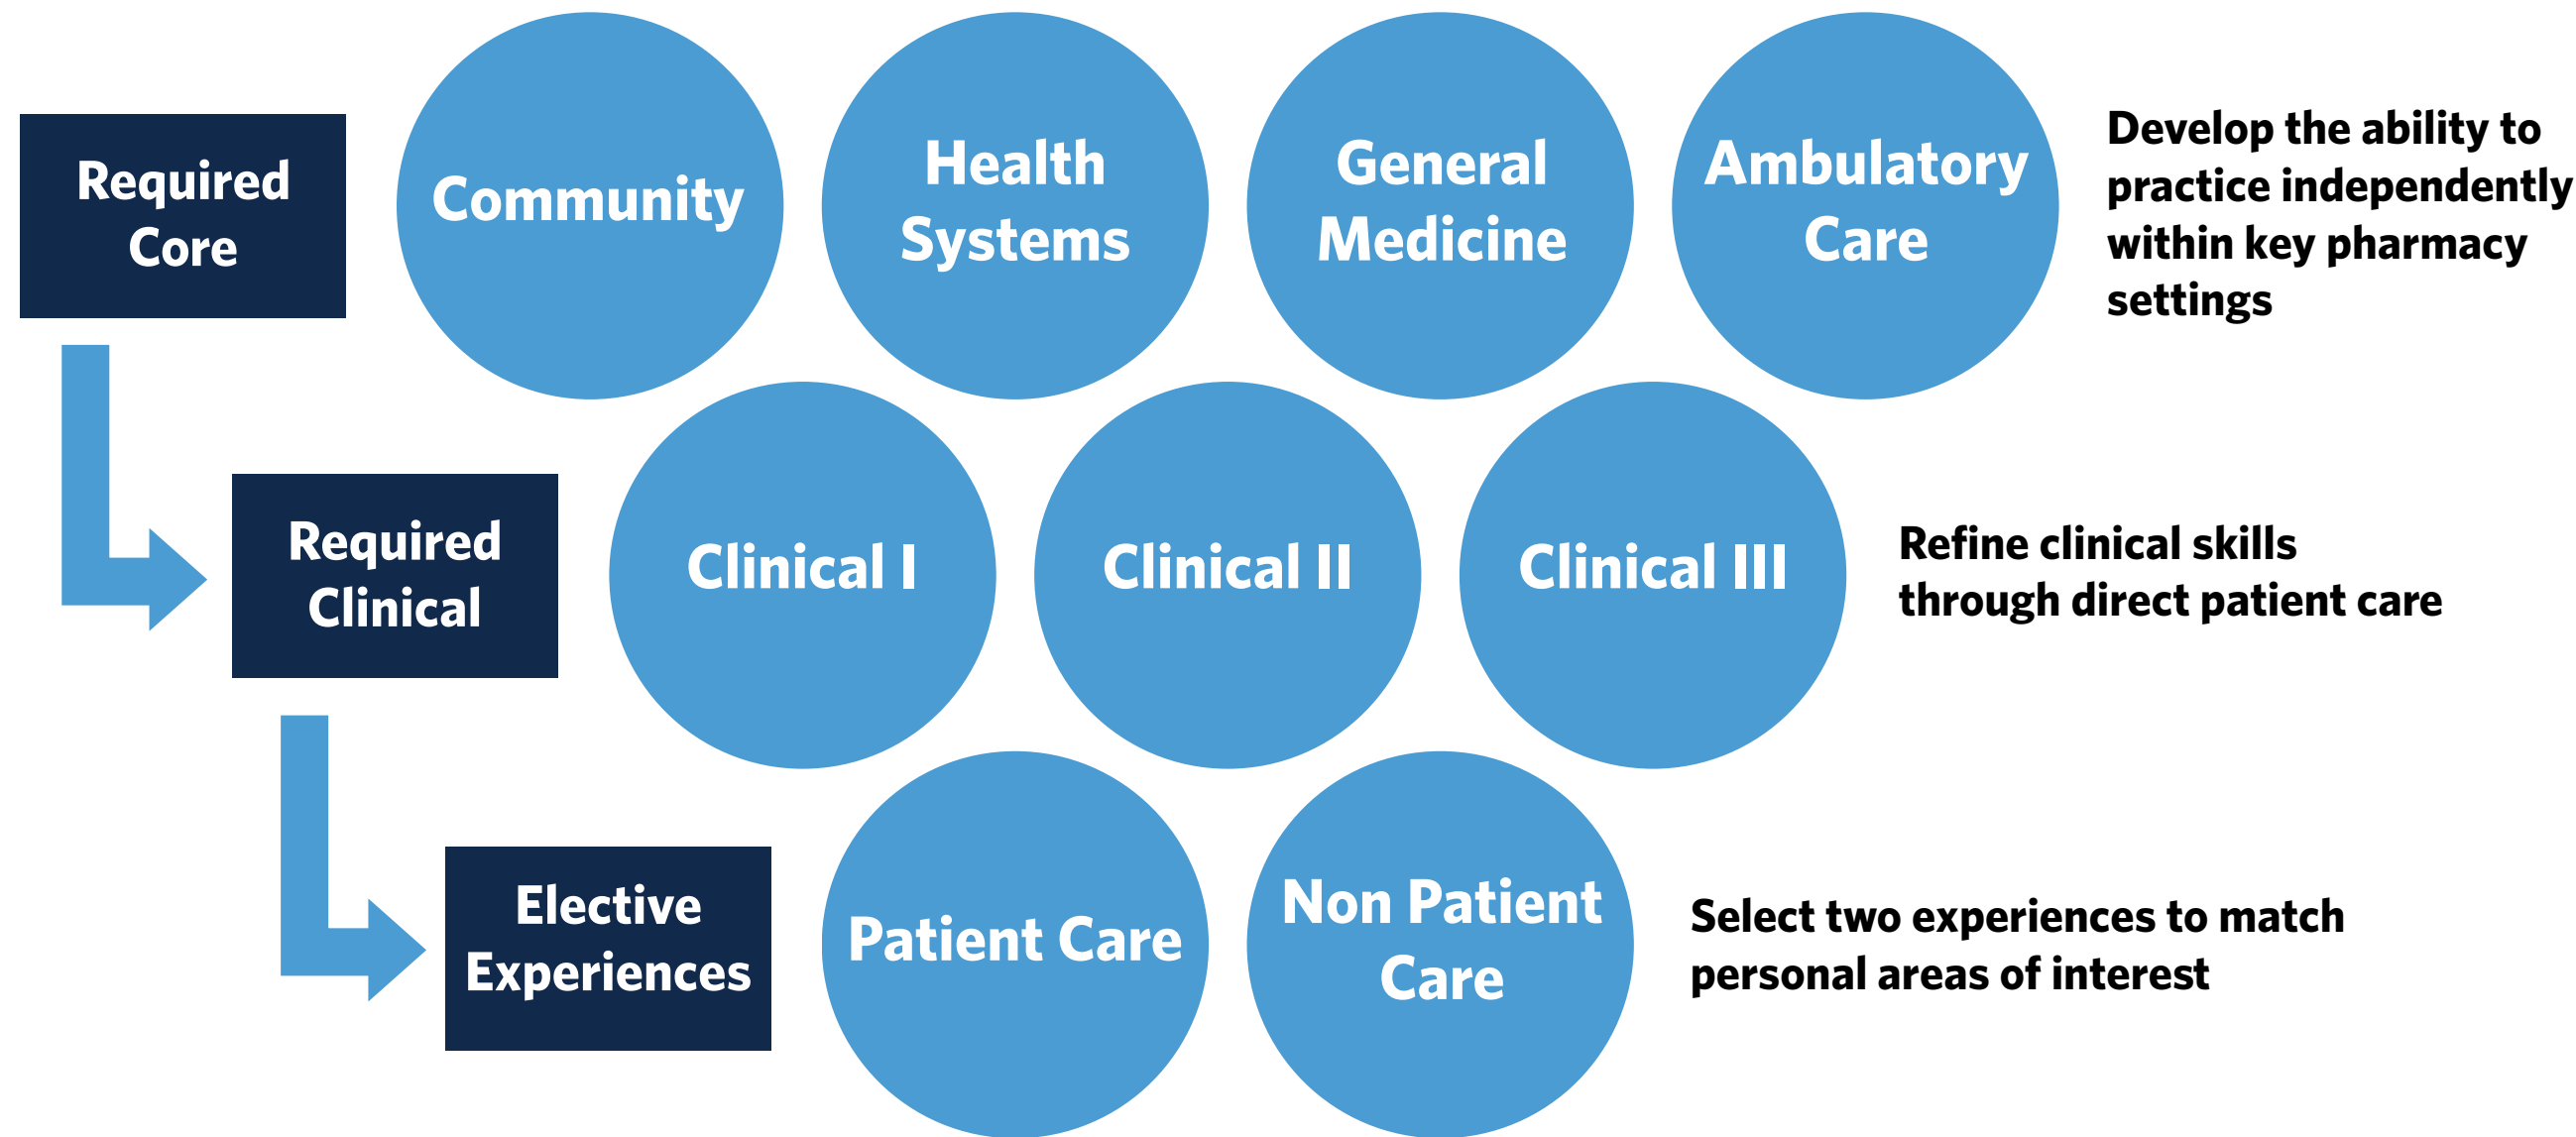 Required
Core
Community
Health
Systems
General
Medicine
Ambulatory
Care
Develop the ability to
practice independently
within key pharmacy
settings
Required
Clinical
Clinical I
Clinical II
Clinical III
Refine clinical skills
through direct patient care
Elective
Experiences
Patient Care
Non Patient
Care
Select two experiences to match
personal areas of interest